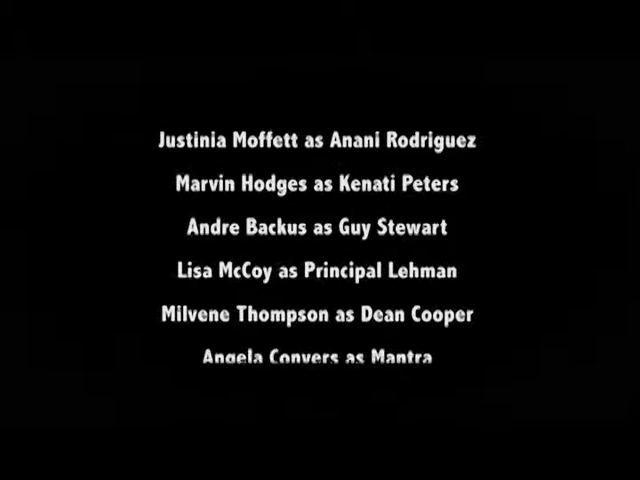 Justinia Moffett as Anani Rodriguez
Marvin Hodges as Kenati Peters
Andre Backus as Guy Stewart
Lisa McCoy as Principal Lehman
Milvene Thompson as Dean Cooper
Angela Convers as Mantra